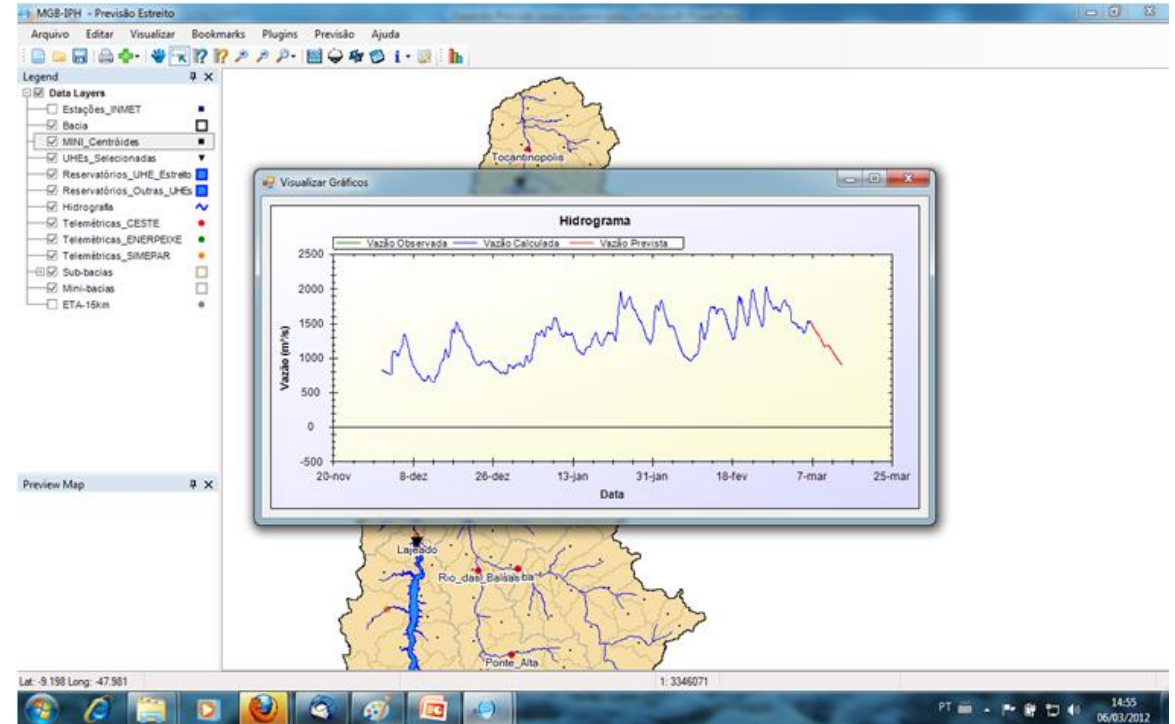 MGB-IPH - Previsão Estreito
Arquivo Editar Visualizar Bookmarks Plugins Previsão Ajuda
Legend
Data Layers
Estações_INMET
Bacia
MINI_Centróides
UHEs_Selecionadas
Reservatórios_UHE_Estreito
Reservatórios_Outras_UHEs
Hidrografia
Telemétricas_CESTE
Telemétricas_ENERPEIXE
Telemétricas_SIMEPAR
Sub-bacias
Mini-bacias
ETA-15km
Preview Map
Tocantinopolis
Visualizar Gráficos
Hidrograma
Vazão Observada Vazão Calculada Vazão Prevista
Vazão (m³/s)
2500
2000
1500
1000
500
0
-500
20-nov 8-dez 26-dez 13-jan 31-jan 18-fev 7-mar 25-mar
Data
Lajeado
Rio_das_Balsas
Ponte_Alta
Lat: -9.198 Long: -47.981
1: 3346071
PT
14:55
06/03/2012